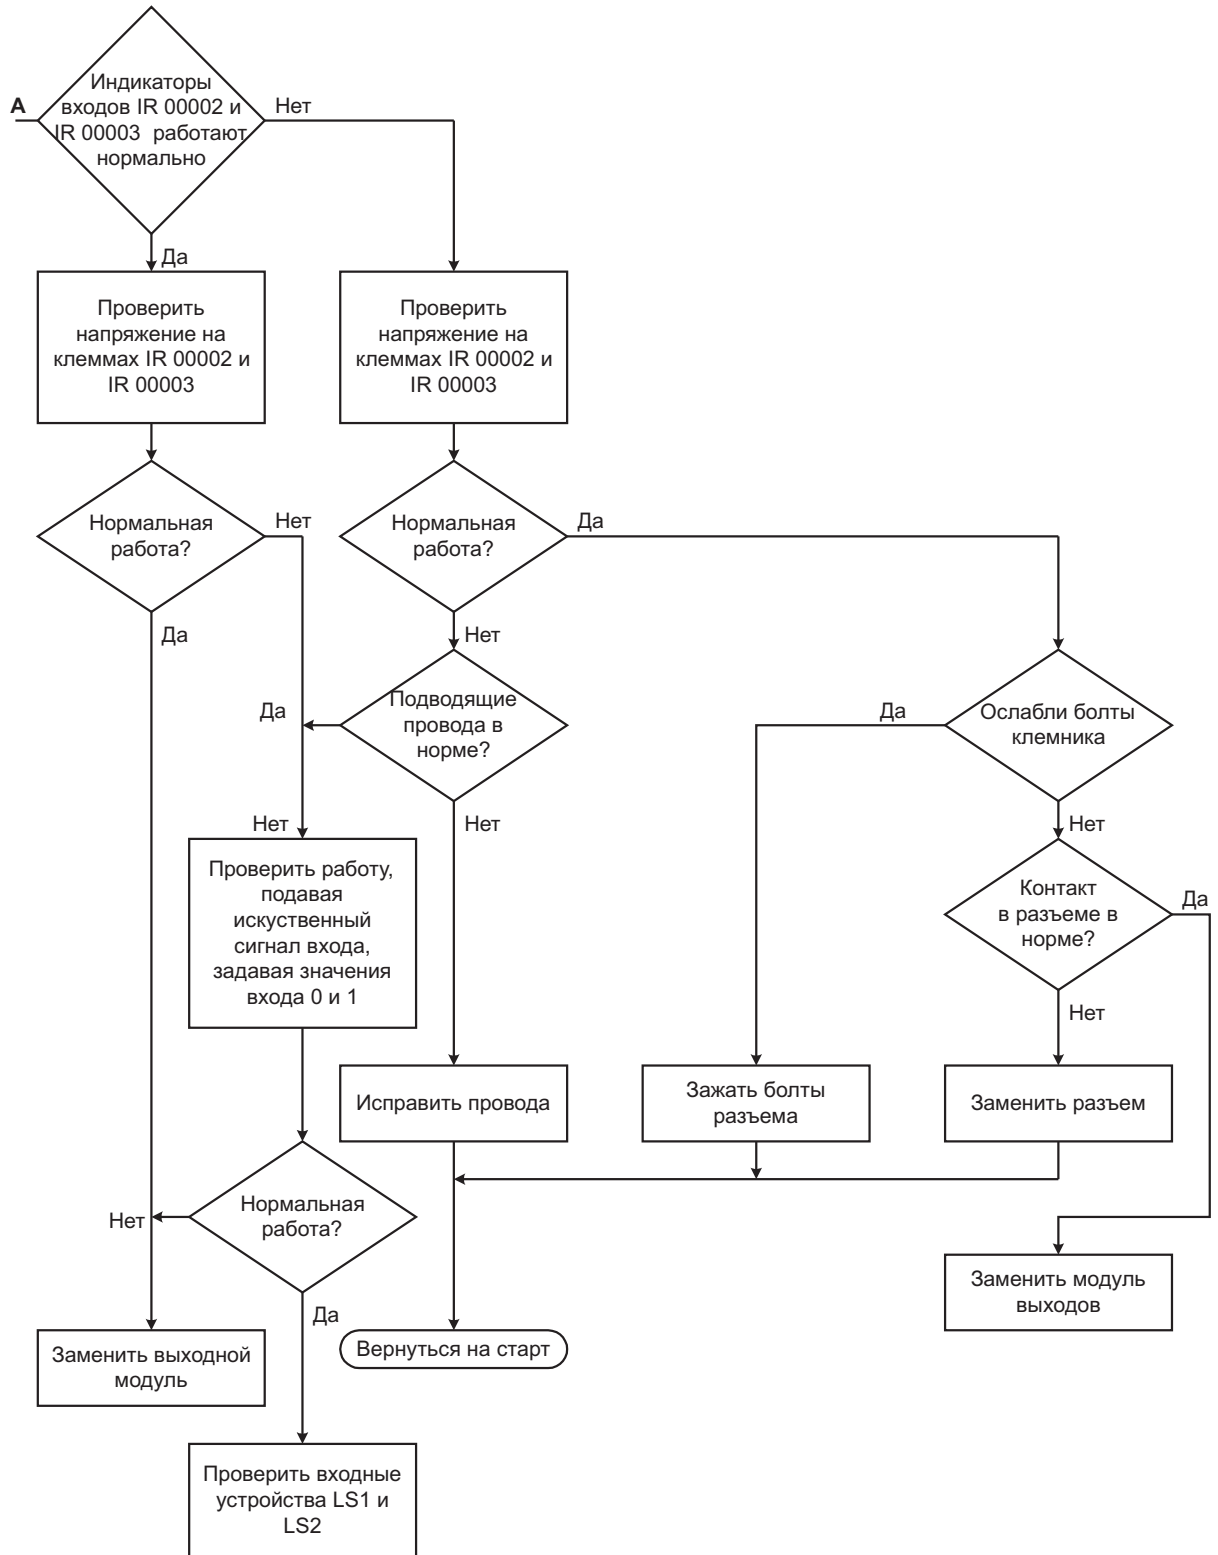 Индикаторы
входов IR 00002 и
IR 00003 работают
нормально
А
Нет
Да
Проверить
напряжение на
клеммах IR 00002 и
IR 00003
Проверить
напряжение на
клеммах IR 00002 и
IR 00003
Нормальная
работа?
Нет
Нормальная
работа?
Да
Да
Нет
Да
Подводящие
провода в
норме?
Да
Ослабли болты
клемника
Нет
Нет
Нет
Проверить работу,
подавая
искуственный
сигнал входа,
задавая значения
входа 0 и 1
Контакт
в разъеме в
норме?
Да
Нет
Исправить провода
Зажать болты
разъема
Заменить разъем
Нет
Нормальная
работа?
Заменить модуль
выходов
Да
Заменить выходной
модуль
Вернуться на старт
Проверить входные
устройства LS1 и
LS2